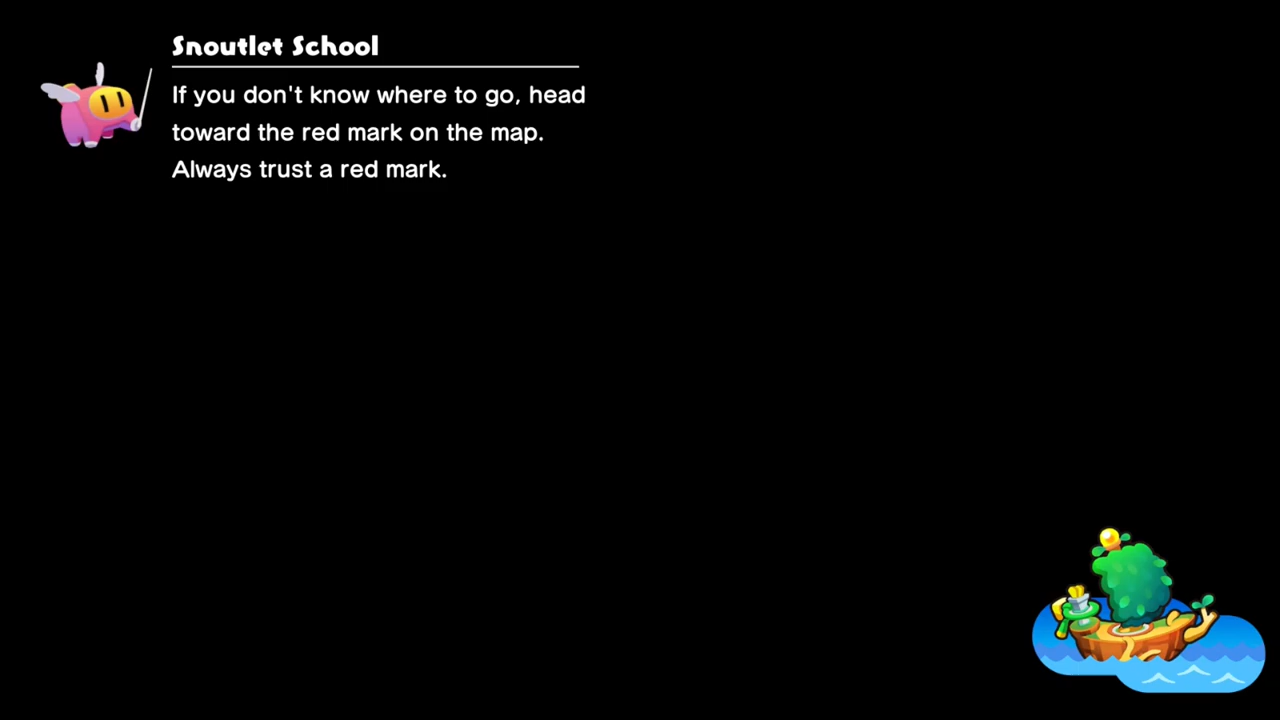 Snoutlet School
If you don't know where to go, head
toward the red mark on the map.
Always trust a red mark.